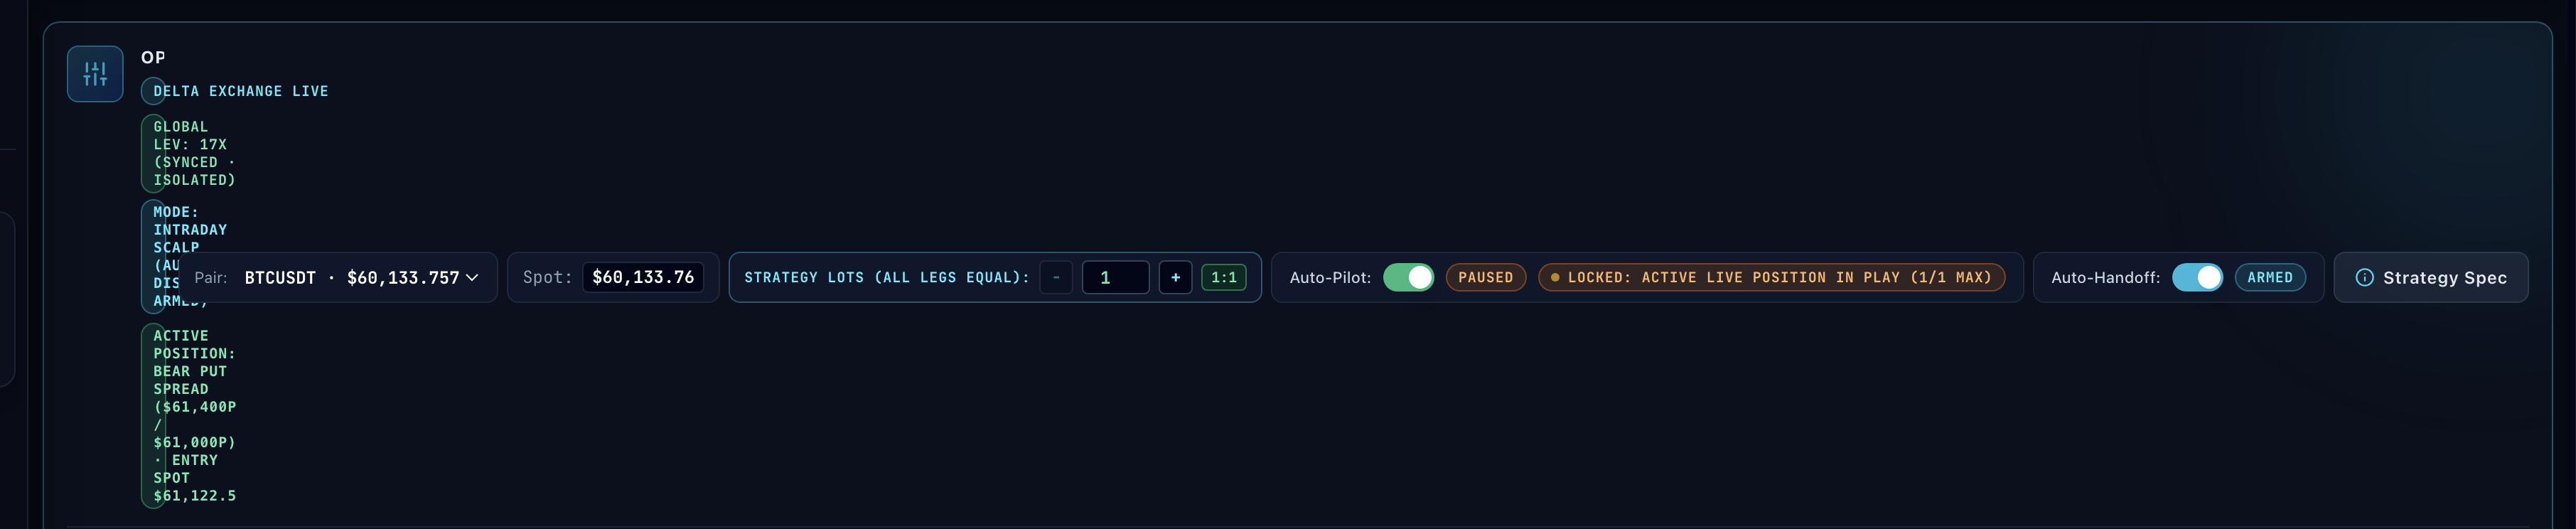 OP
DELTA EXCHANGE LIVE
GLOBAL
LEV: 17X
(SYNCED ·
ISOLATED)
MODE:
INTRADAY
SCALP
(AU
DIS
ARMED)
Pair: BTCUSDT · $60,133.757
Spot: $60,133.76
STRATEGY LOTS (ALL LEGS EQUAL): - 1 + 1:1
Auto-Pilot: PAUSED LOCKED: ACTIVE LIVE POSITION IN PLAY (1/1 MAX)
Auto-Handoff: ARMED
Strategy Spec
ACTIVE
POSITION:
BEAR PUT
SPREAD
($61,400P
/
$61,000P)
· ENTRY
SPOT
$61,122.5